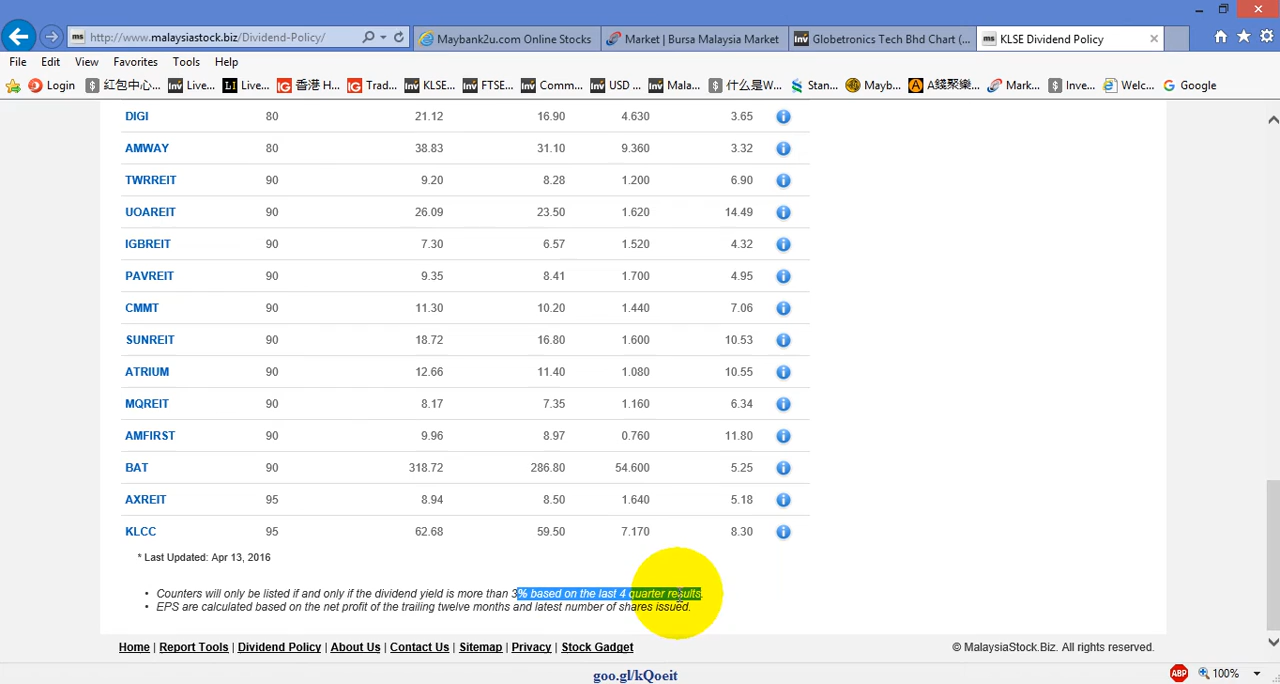 http://www.malaysiastock.biz/Dividend-Policy/
Maybank2u.com Online Stocks
Market | Bursa Malaysia Market
Globetronics Tech Bhd Chart (...
KLSE Dividend Policy
File Edit View Favorites Tools Help
Login 红包中心... Live... Live... 香港 H... Trad... KLSE... FTSE... Comm... USD ... Mala... 什么是W... Stan... Mayb... A錢聚樂... Mark... Inve... Welc... Google
DIGI 80 21.12 16.90 4.630 3.65
AMWAY 80 38.83 31.10 9.360 3.32
TWRREIT 90 9.20 8.28 1.200 6.90
UOAREIT 90 26.09 23.50 1.620 14.49
IGBREIT 90 7.30 6.57 1.520 4.32
PAVREIT 90 9.35 8.41 1.700 4.95
CMMT 90 11.30 10.20 1.440 7.06
SUNREIT 90 18.72 16.80 1.600 10.53
ATRIUM 90 12.66 11.40 1.080 10.55
MQREIT 90 8.17 7.35 1.160 6.34
AMFIRST 90 9.96 8.97 0.760 11.80
BAT 90 318.72 286.80 54.600 5.25
AXREIT 95 8.94 8.50 1.640 5.18
KLCC 95 62.68 59.50 7.170 8.30
* Last Updated: Apr 13, 2016
• Counters will only be listed if and only if the dividend yield is more than 3% based on the last 4 quarter results.
• EPS are calculated based on the net profit of the trailing twelve months and latest number of shares issued.
Home | Report Tools | Dividend Policy | About Us | Contact Us | Sitemap | Privacy | Stock Gadget
© MalaysiaStock.Biz. All rights reserved.
goo.gl/kQoeit
ABP
100%